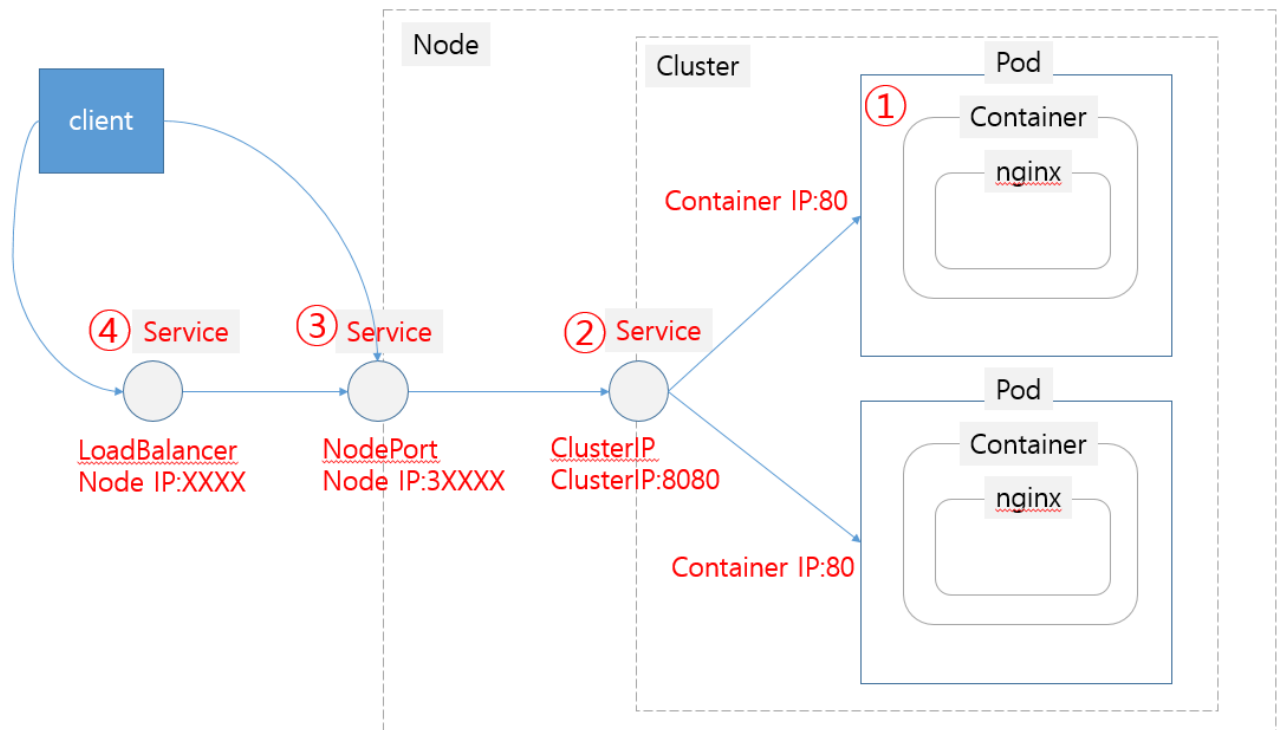 Node
Cluster
Pod
client
①
Container
nginx
Container IP:80
④ Service
③ Service
② Service
LoadBalancer
Node IP:XXXX
NodePort
Node IP:3XXXX
ClusterIP
ClusterIP:8080
Pod
Container
nginx
Container IP:80